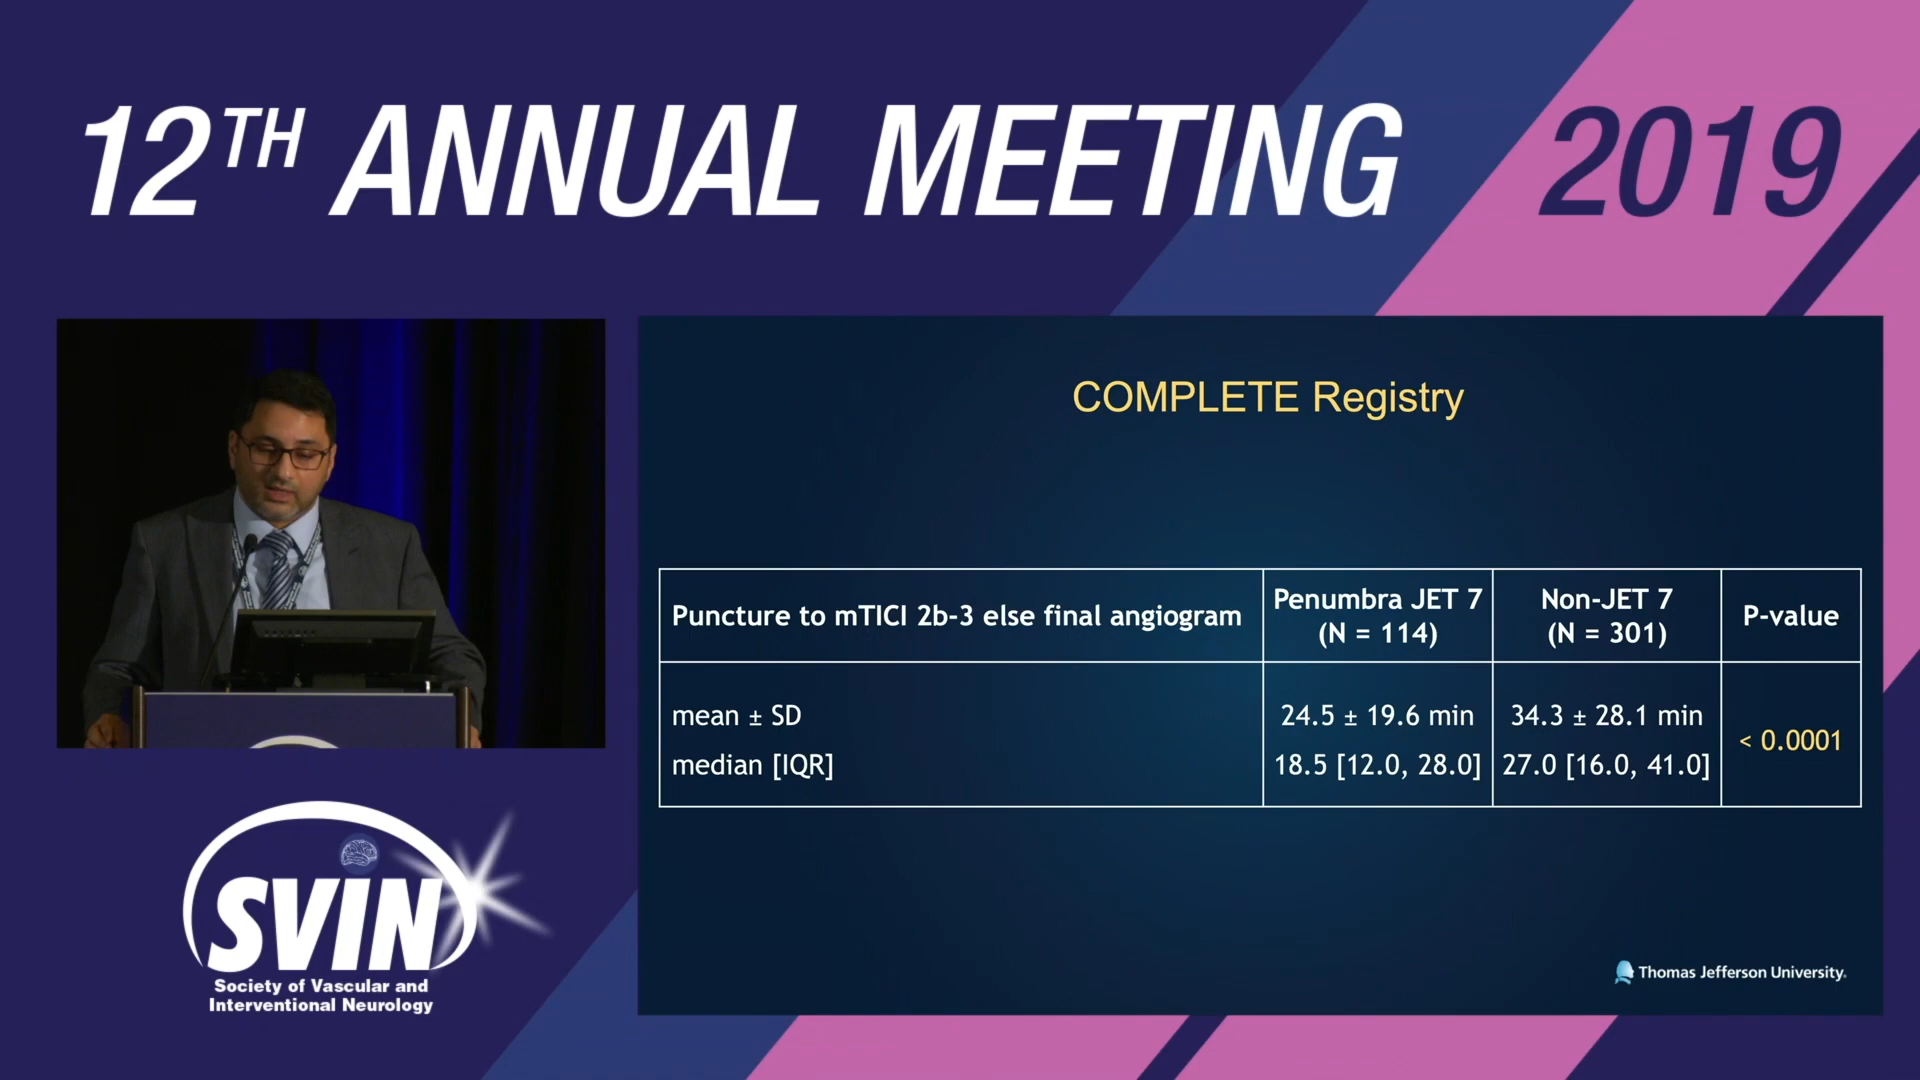 12TH ANNUAL MEETING 2019
COMPLETE Registry
Puncture to mTICI 2b-3 else final angiogram
Penumbra JET 7
(N = 114)
Non-JET 7
(N = 301)
P-value
mean ± SD
24.5 ± 19.6 min
34.3 ± 28.1 min
median [IQR]
18.5 [12.0, 28.0]
27.0 [16.0, 41.0]
< 0.0001
SVIN
Society of Vascular and
Interventional Neurology
Thomas Jefferson University.